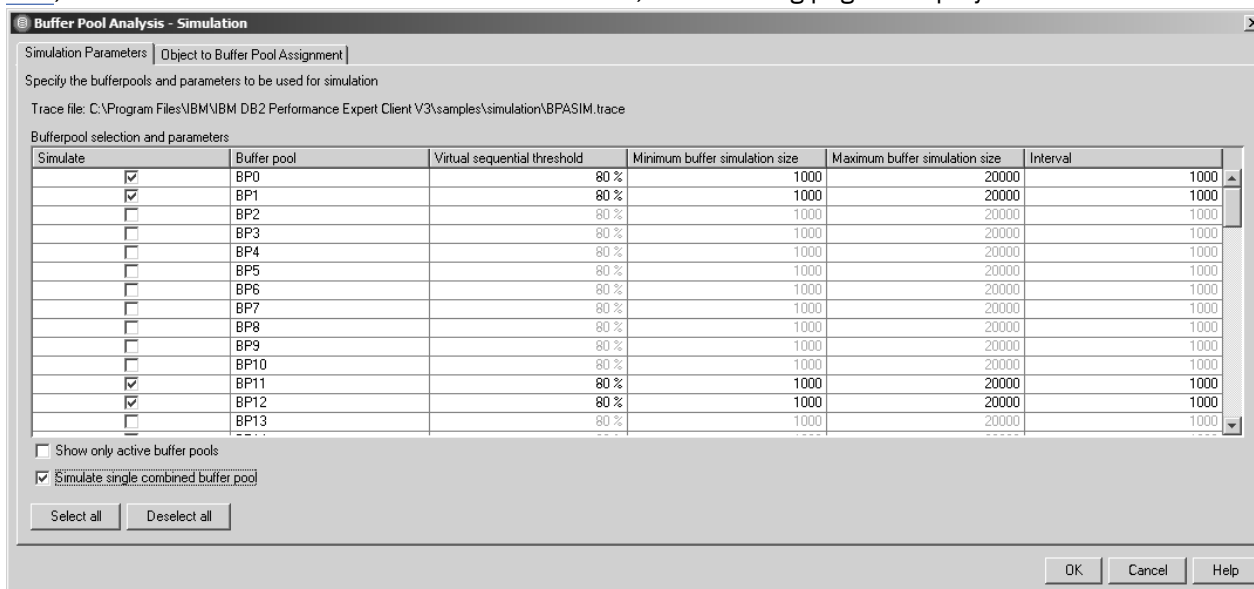 Buffer Pool Analysis - Simulation
Simulation Parameters Object to Buffer Pool Assignment
Specify the bufferpools and parameters to be used for simulation
Trace file: C:\Program Files\IBM\IBM DB2 Performance Expert Client V3\samples\simulation\BPASIM.trace
Bufferpool selection and parameters
Simulate Buffer pool Virtual sequential threshold Minimum buffer simulation size Maximum buffer simulation size Interval
BP0 80 % 1000 20000 1000
BP1 80 % 1000 20000 1000
BP2 80 % 1000 20000 1000
BP3 80 % 1000 20000 1000
BP4 80 % 1000 20000 1000
BP5 80 % 1000 20000 1000
BP6 80 % 1000 20000 1000
BP7 80 % 1000 20000 1000
BP8 80 % 1000 20000 1000
BP9 80 % 1000 20000 1000
BP10 80 % 1000 20000 1000
BP11 80 % 1000 20000 1000
BP12 80 % 1000 20000 1000
BP13 80 % 1000 20000 1000
Show only active buffer pools
Simulate single combined buffer pool
Select all Deselect all
OK Cancel Help